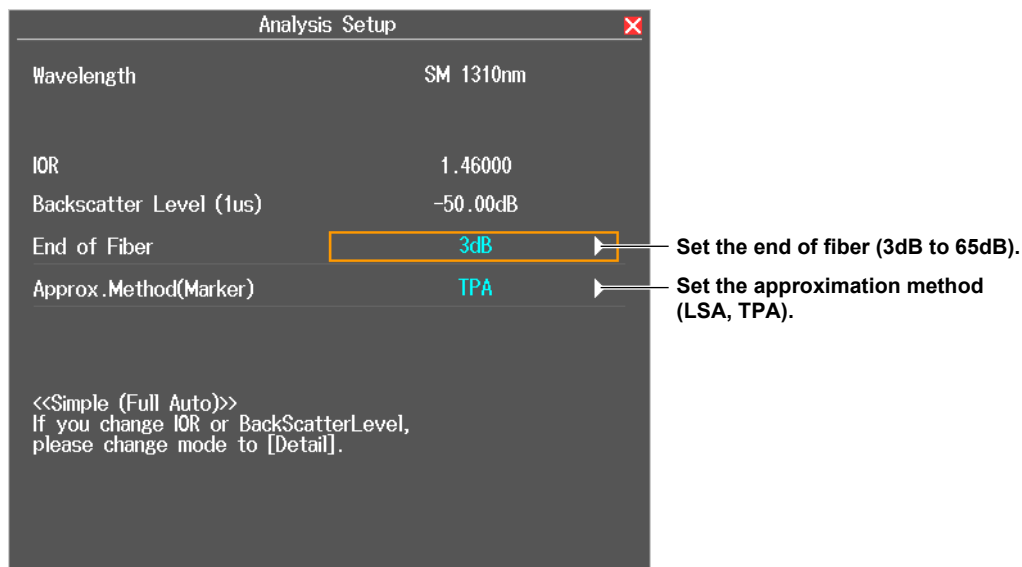 Analysis Setup
Wavelength SM 1310nm
IOR 1.46000
Backscatter Level (1us) -50.00dB
End of Fiber 3dB
Set the end of fiber (3dB to 65dB).
Approx.Method(Marker) TPA
Set the approximation method
(LSA, TPA).
<<Simple (Full Auto)>>
If you change IOR or BackScatterLevel,
please change mode to [Detail].